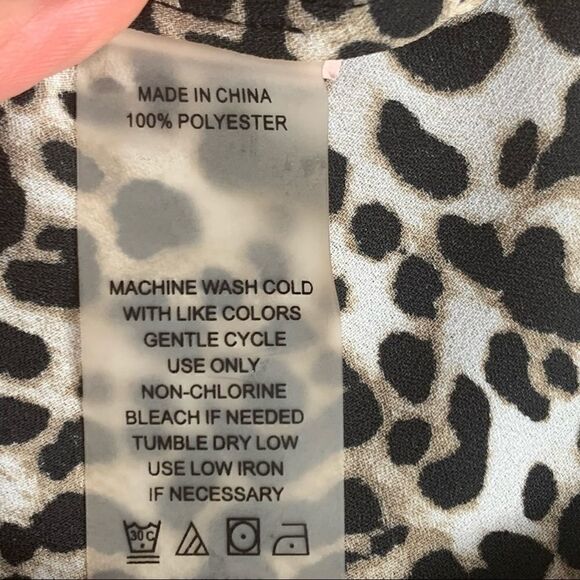 MADE IN CHINA
100% POLYESTER
MACHINE WASH COLD
WITH LIKE COLORS
GENTLE CYCLE
USE ONLY
NON-CHLORINE
BLEACH IF NEEDED
TUMBLE DRY LOW
USE LOW IRON
IF NECESSARY
30C